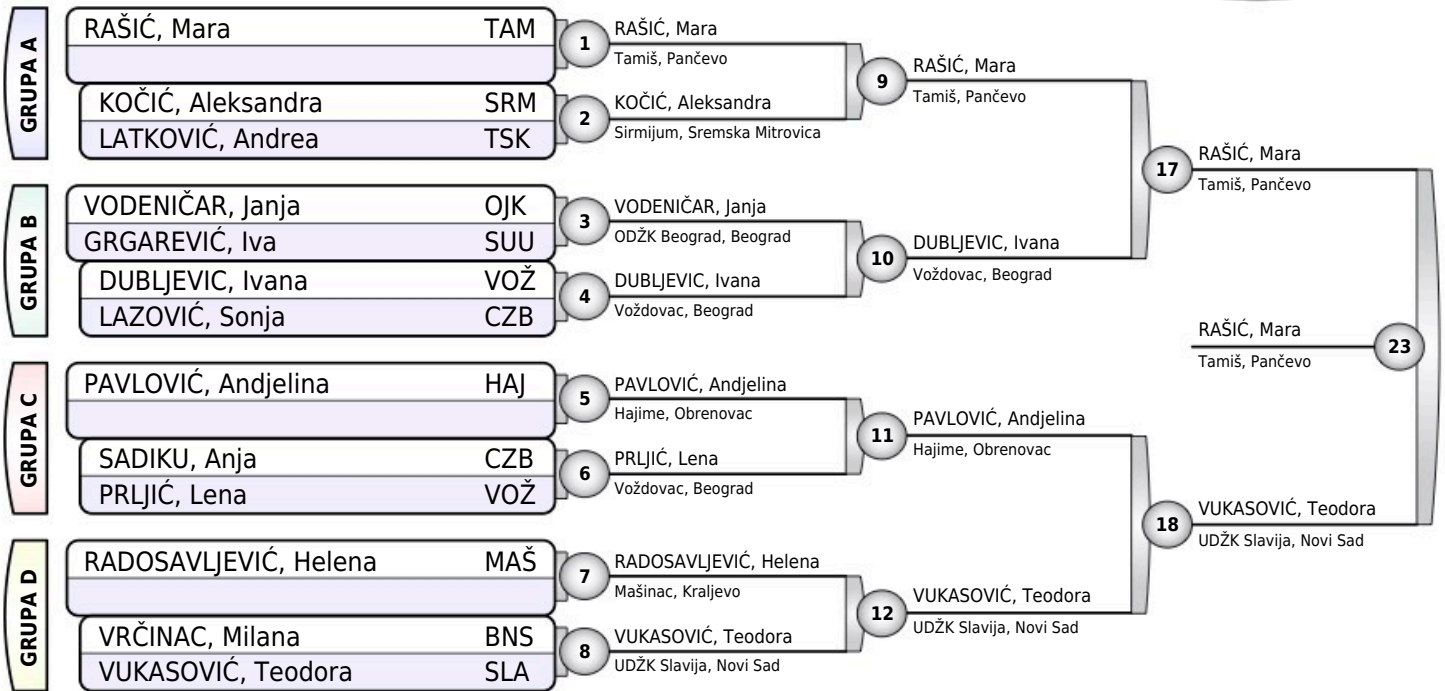 GRUPA A
RAŠIĆ, Mara TAM
KOČIĆ, Aleksandra SRM
LATKOVIĆ, Andrea TSK
GRUPA B
VODENIČAR, Janja OJK
GRGAREVIĆ, Iva SUU
DUBLJEVIC, Ivana VOŽ
LAZOVIĆ, Sonja CZB
GRUPA C
PAVLOVIĆ, Andjelina HAJ
SADIKU, Anja CZB
PRLJIĆ, Lena VOŽ
GRUPA D
RADOSAVLJEVIĆ, Helena MAŠ
VRČINAC, Milana BNS
VUKASOVIĆ, Teodora SLA
1
RAŠIĆ, Mara
Tamiš, Pančevo
2
KOČIĆ, Aleksandra
Sirmijum, Sremska Mitrovica
3
VODENIČAR, Janja
ODŽK Beograd, Beograd
4
DUBLJEVIC, Ivana
Voždovac, Beograd
5
PAVLOVIĆ, Andjelina
Hajime, Obrenovac
6
PRLJIĆ, Lena
Voždovac, Beograd
7
RADOSAVLJEVIĆ, Helena
Mašinac, Kraljevo
8
VUKASOVIĆ, Teodora
UDŽK Slavija, Novi Sad
9
RAŠIĆ, Mara
Tamiš, Pančevo
10
DUBLJEVIC, Ivana
Voždovac, Beograd
11
PAVLOVIĆ, Andjelina
Hajime, Obrenovac
12
VUKASOVIĆ, Teodora
UDŽK Slavija, Novi Sad
17
RAŠIĆ, Mara
Tamiš, Pančevo
18
VUKASOVIĆ, Teodora
UDŽK Slavija, Novi Sad
RAŠIĆ, Mara
Tamiš, Pančevo
23